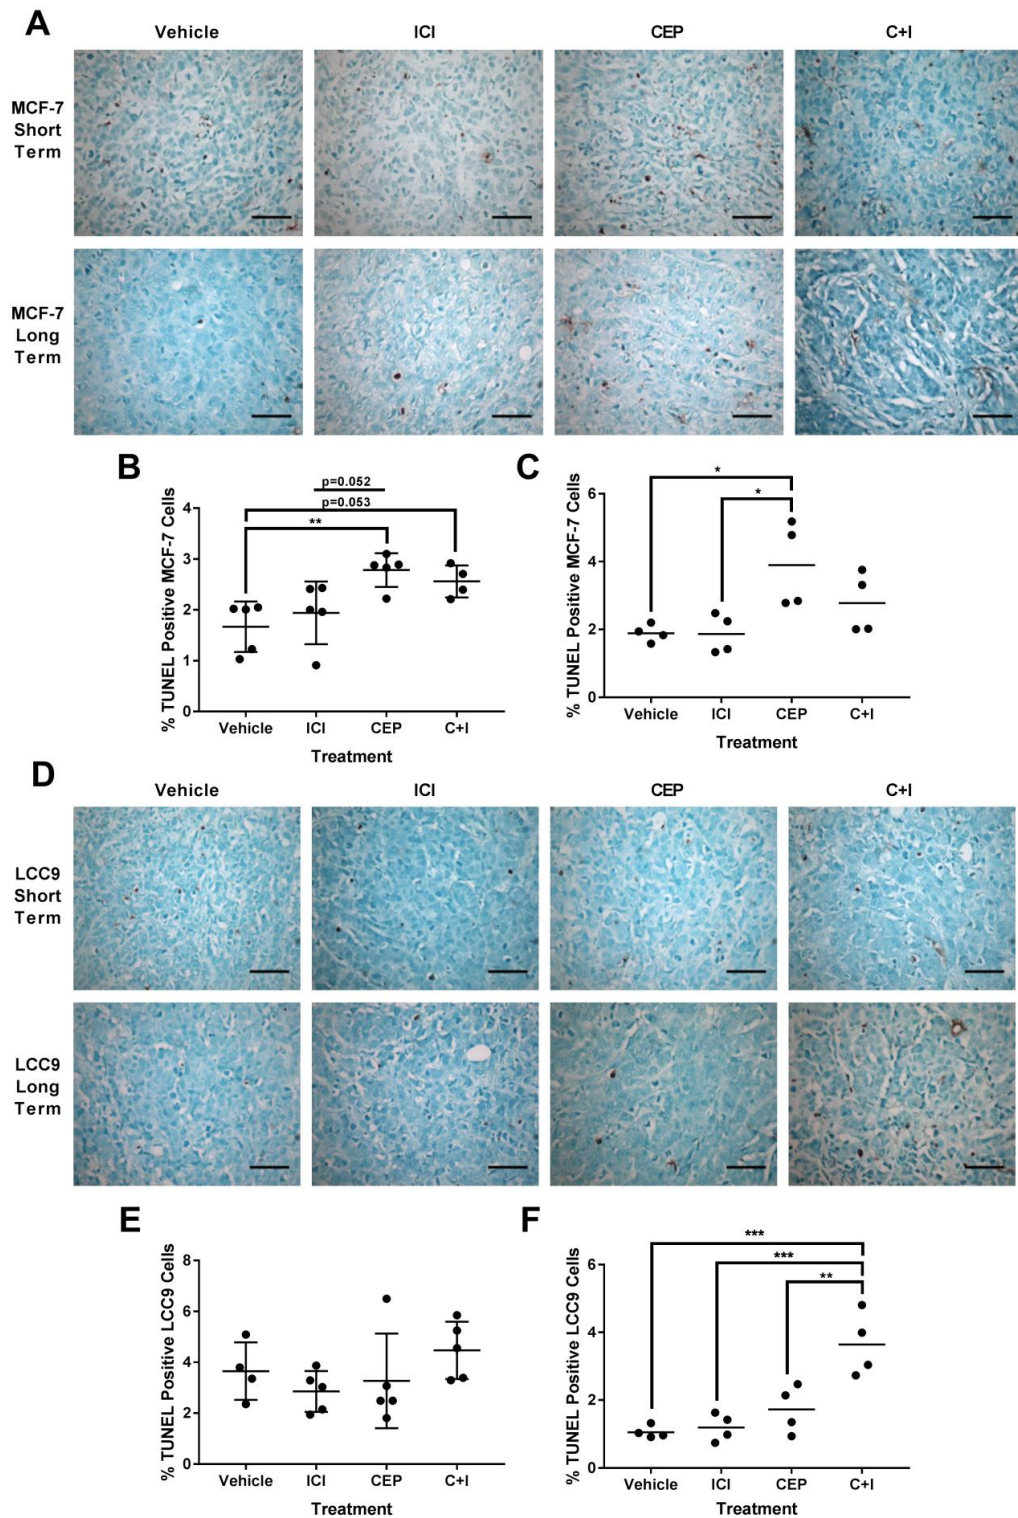 A
Vehicle ICI CEP C+I
MCF-7
Short
Term
MCF-7
Long
Term
B
% TUNEL Positive MCF-7 Cells
4
3
2
1
0
p=0.052
p=0.053
**
Vehicle ICI CEP C+I
Treatment
C
% TUNEL Positive MCF-7 Cells
6
4
2
0
*
*
Vehicle ICI CEP C+I
Treatment
D
Vehicle ICI CEP C+I
LCC9
Short
Term
LCC9
Long
Term
E
% TUNEL Positive LCC9 Cells
8
6
4
2
0
Vehicle ICI CEP C+I
Treatment
F
% TUNEL Positive LCC9 Cells
6
4
2
0
***
***
**
Vehicle ICI CEP C+I
Treatment